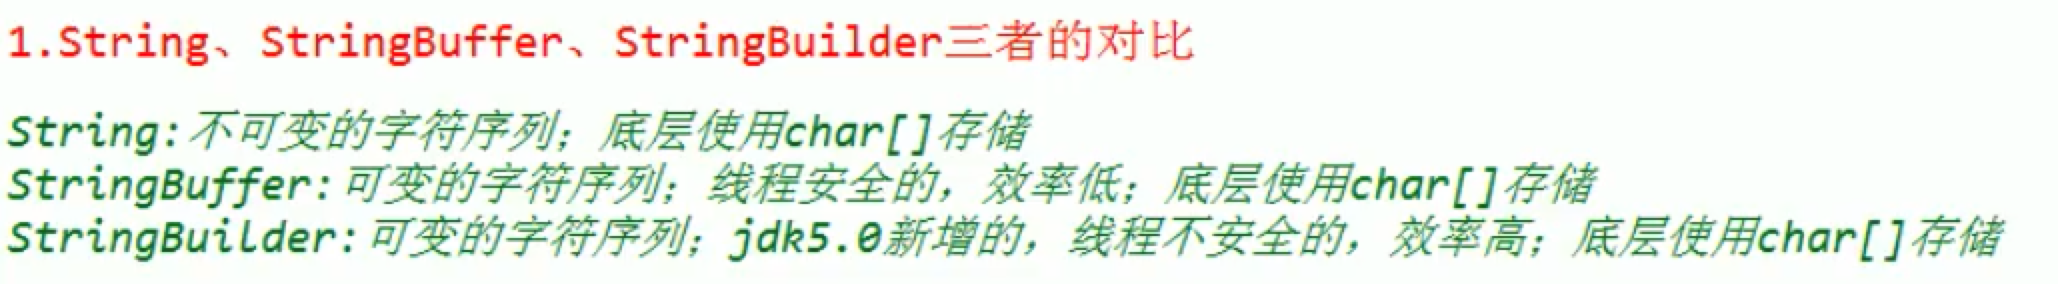 1.String、StringBuffer、StringBuilder三者的对比
String:不可变的字符序列；底层使用char[]存储
StringBuffer:可变的字符序列；线程安全的，效率低；底层使用char[]存储
StringBuilder:可变的字符序列；jdk5.0新增的，线程不安全的，效率高；底层使用char[]存储